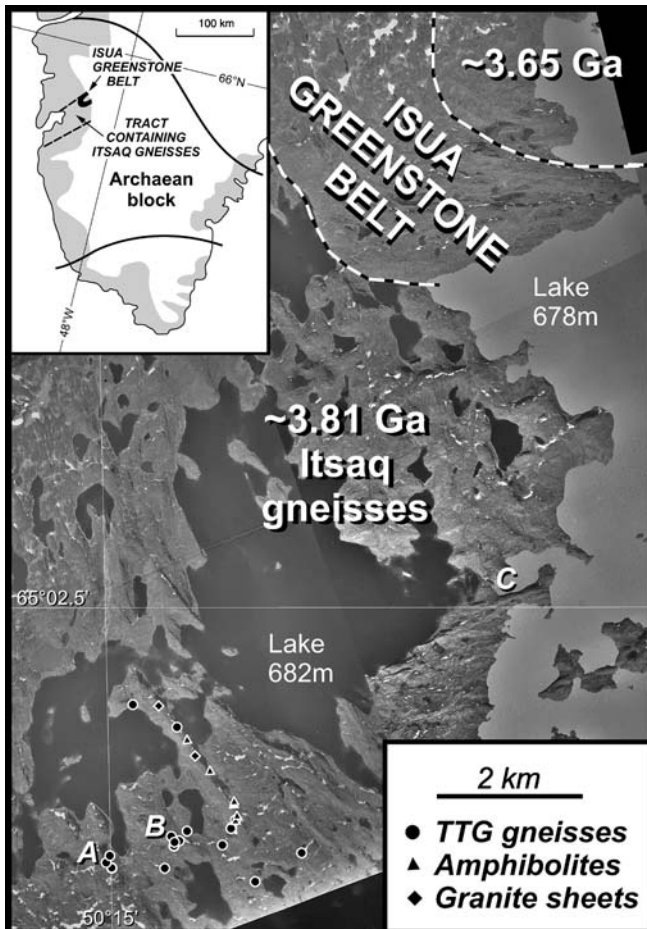 100 km
66°N
ISUA
GREENSTONE
BELT
TRACT
CONTAINING
ITSAQ GNEISSES
Archaean
block
48°W
~3.65 Ga
ISUA
GREENSTONE
BELT
Lake
678m
~3.81 Ga
Itsaq
gneisses
C
65°02.5'
Lake
682m
B
A
50°15'
2 km
TTG gneisses
Amphibolites
Granite sheets